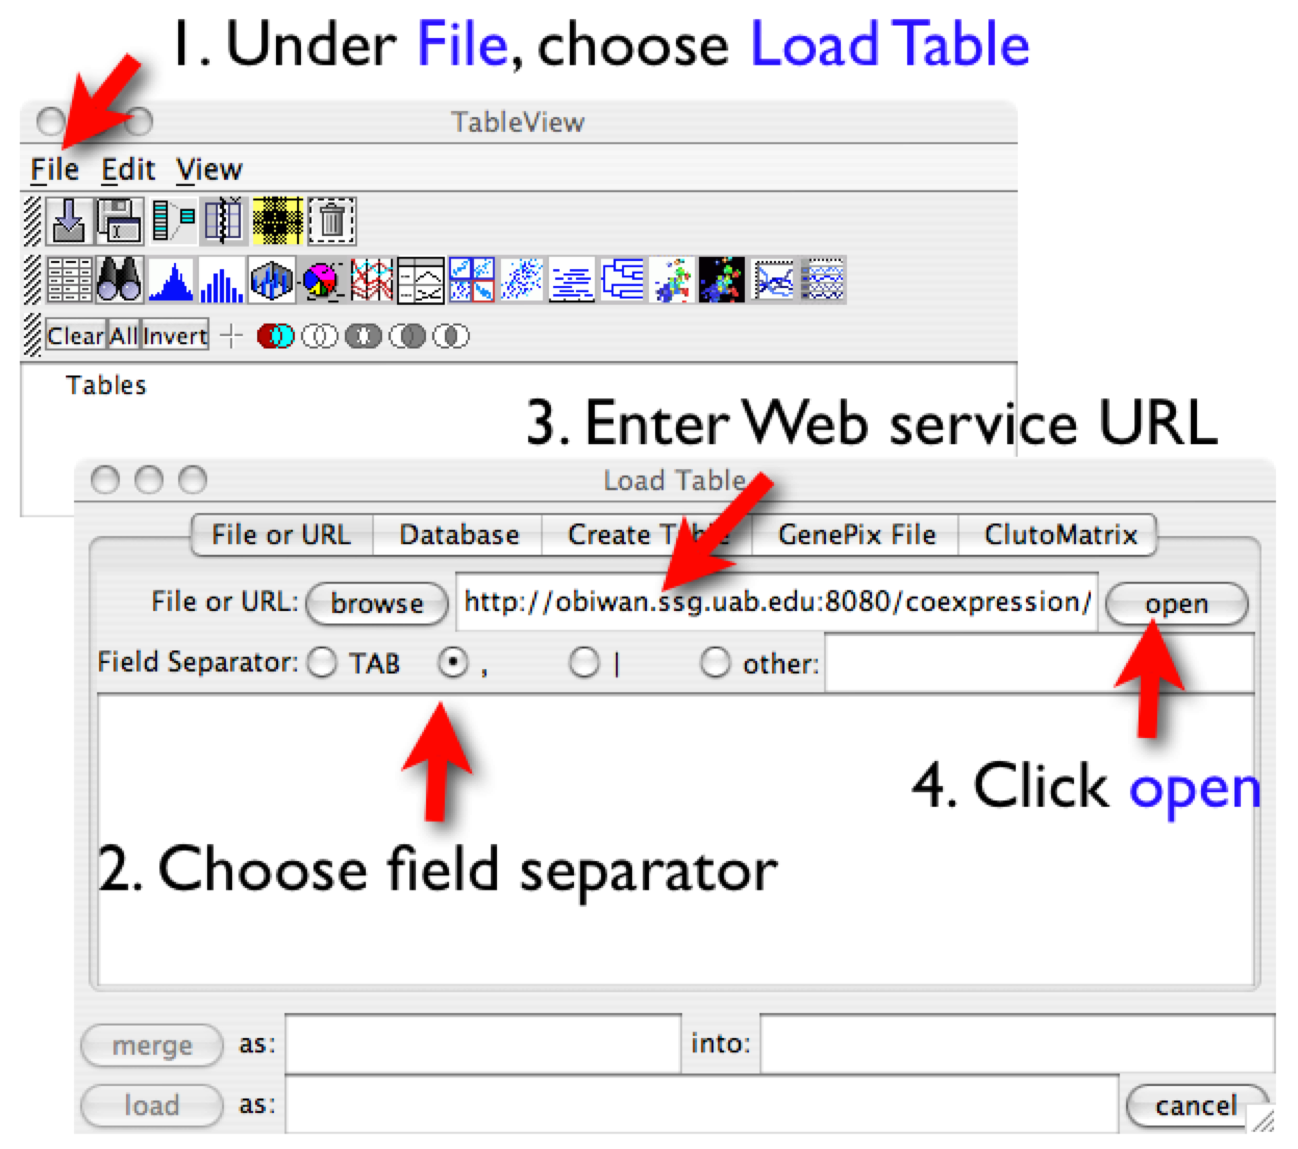 1. Under File, choose Load Table
TableView
File Edit View
Clear All Invert
Tables
3. Enter Web service URL
Load Table
File or URL Database Create Table GenePix File ClutoMatrix
File or URL: browse http://obiwan.ssg.uab.edu:8080/coexpression/ open
Field Separator: TAB , | other:
4. Click open
2. Choose field separator
merge as: into:
load as: cancel